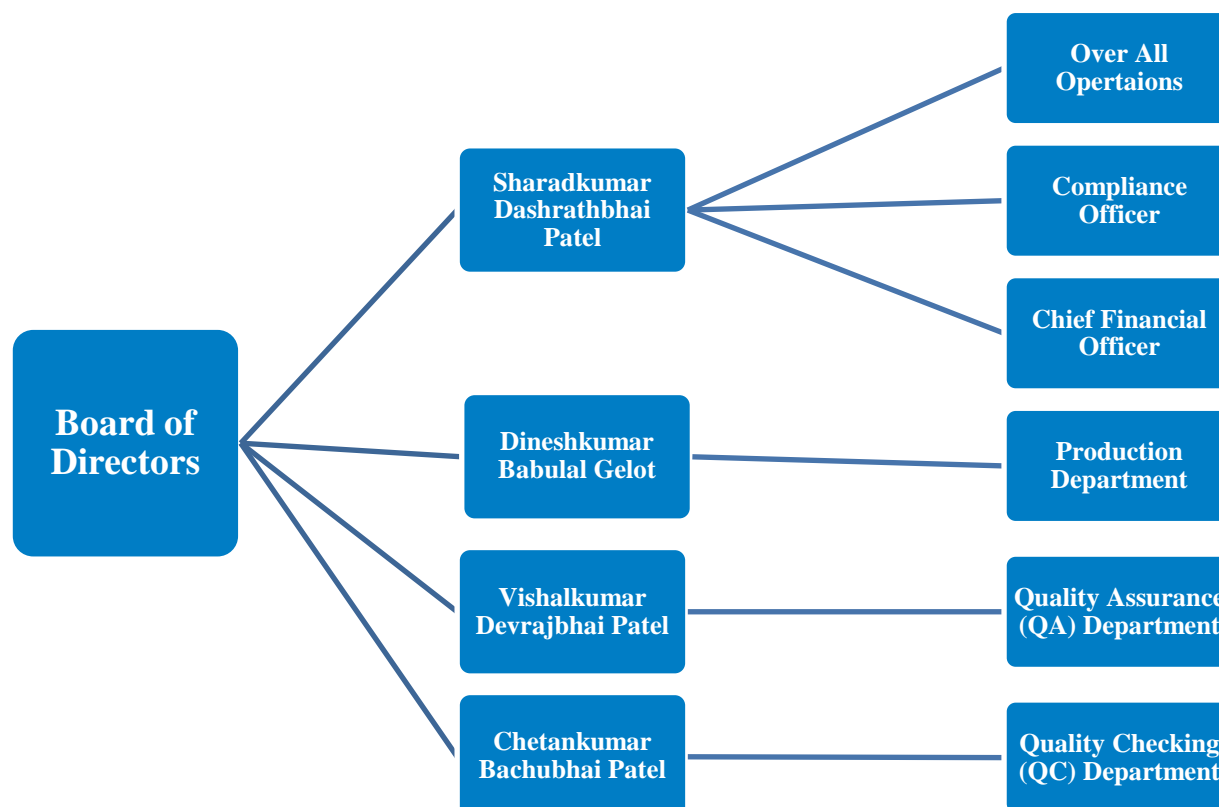 Board of
Directors
Sharadkumar
Dashrathbhai
Patel
Over All
Opertaions
Compliance
Officer
Chief Financial
Officer
Dineshkumar
Babulal Gelot
Production
Department
Vishalkumar
Devrajbhai Patel
Quality Assurance
(QA) Department
Chetankumar
Bachubhai Patel
Quality Checking
(QC) Department